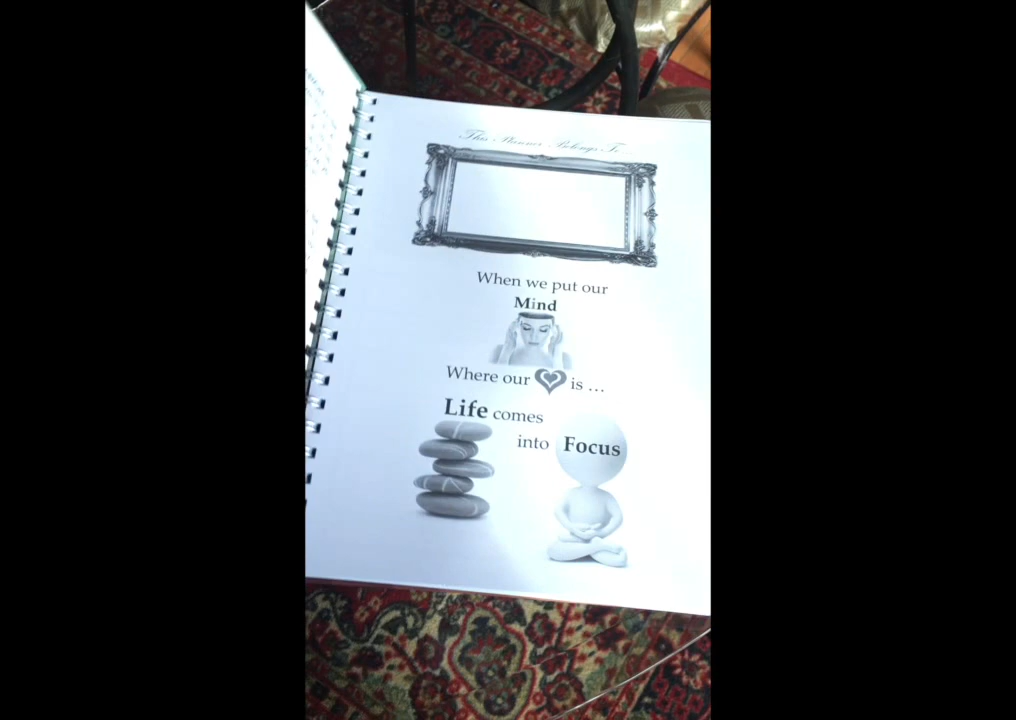 This Planner Belongs To
When we put our
Mind
Where our is ...
Life comes
into Focus